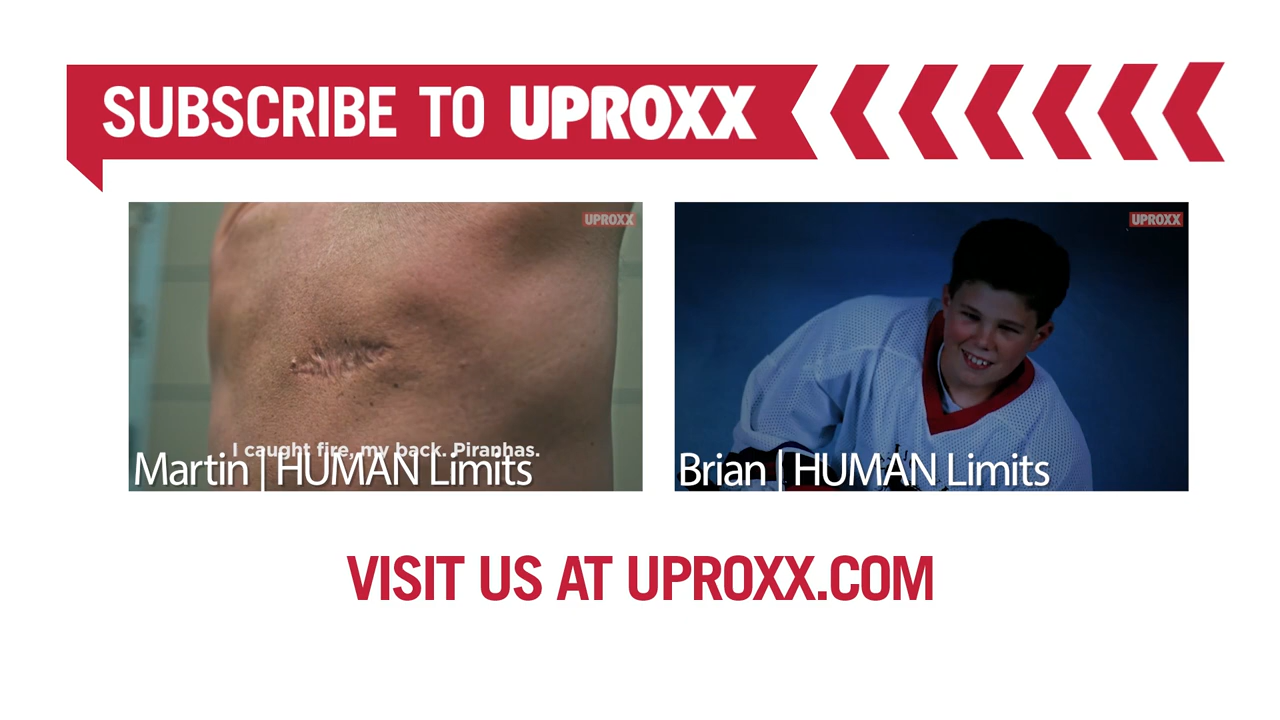 SUBSCRIBE TO UPROXX
UPROXX
I caught fire, my back. Piranhas.
Martin | HUMAN Limits
UPROXX
Brian | HUMAN Limits
VISIT US AT UPROXX.COM